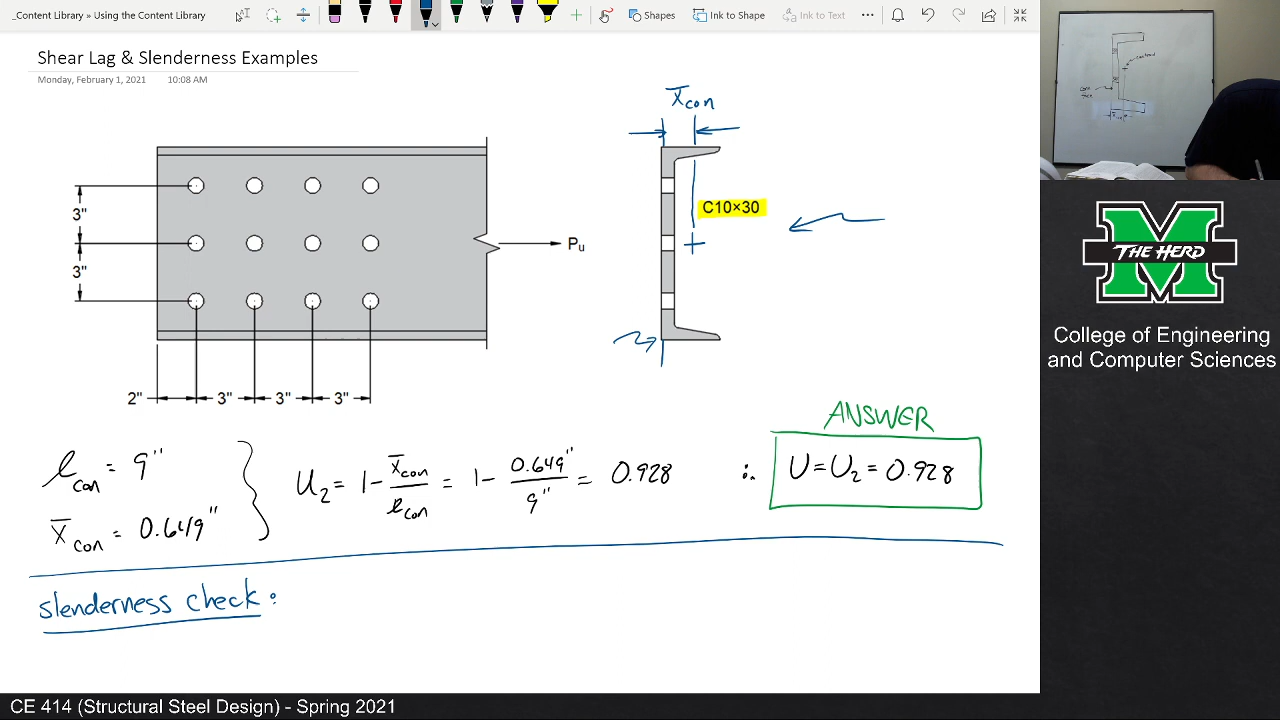 _Content Library » Using the Content Library
Shapes
Ink to Shape
Ink to Text
Shear Lag & Slenderness Examples
Monday, February 1, 2021 10:08 AM
x̄con
3"
3"
C10×30
Pu
2" 3" 3" 3"
THE HERD
College of Engineering
and Computer Sciences
ANSWER
lcon = 9"
x̄con = 0.649"
U2 = 1 - x̄con/lcon = 1 - 0.649"/9" = 0.928
∴ U = U2 = 0.928
slenderness check:
CE 414 (Structural Steel Design) - Spring 2021